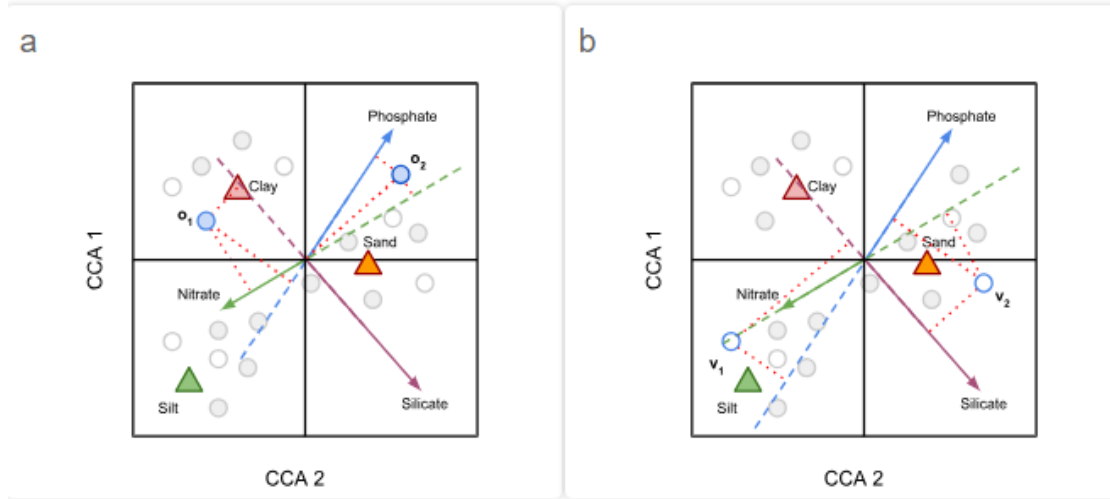 a
Phosphate
o2
Clay
o1
Sand
CCA 1
Nitrate
Silt
Silicate
CCA 2
b
Phosphate
Clay
Sand
CCA 1
Nitrate
v2
v1
Silt
Silicate
CCA 2